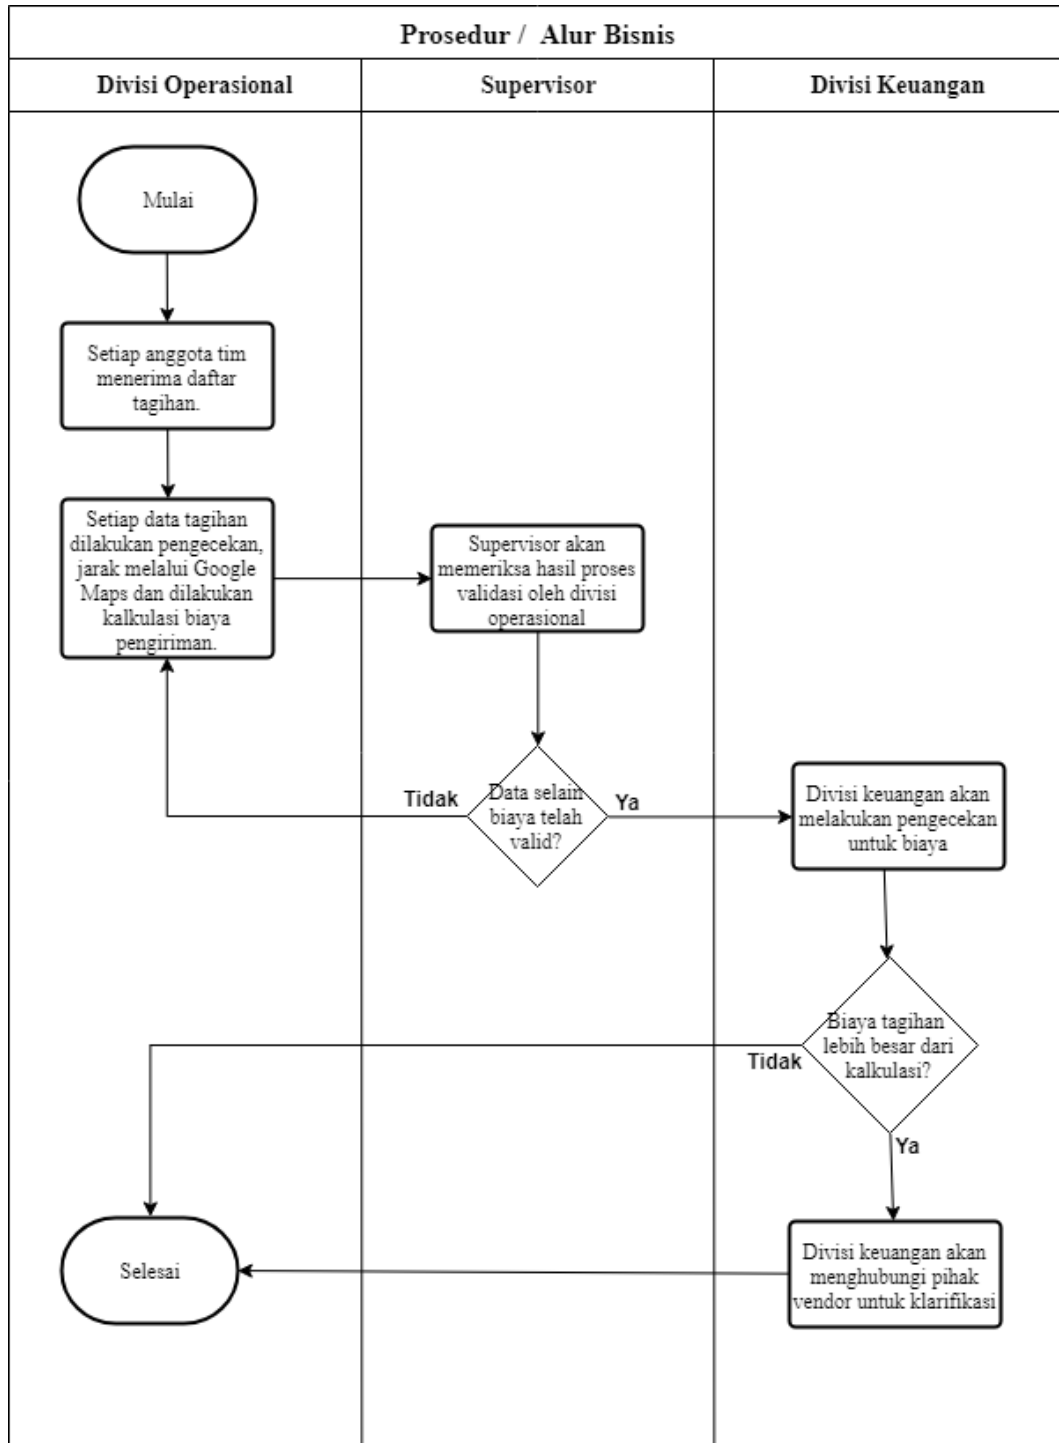 Prosedur /  Alur Bisnis
Divisi Operasional
Supervisor
Divisi Keuangan
Mulai
Setiap anggota tim
menerima daftar
tagihan.
Setiap data tagihan
dilakukan pengecekan,
jarak melalui Google
Maps dan dilakukan
kalkulasi biaya
pengiriman.
Supervisor akan
memeriksa hasil proses
validasi oleh divisi
operasional
Tidak
Data selain
biaya telah
valid?
Ya
Divisi keuangan akan
melakukan pengecekan
untuk biaya
Biaya tagihan
lebih besar dari
kalkulasi?
Tidak
Ya
Divisi keuangan akan
menghubungi pihak
vendor untuk klarifikasi
Selesai